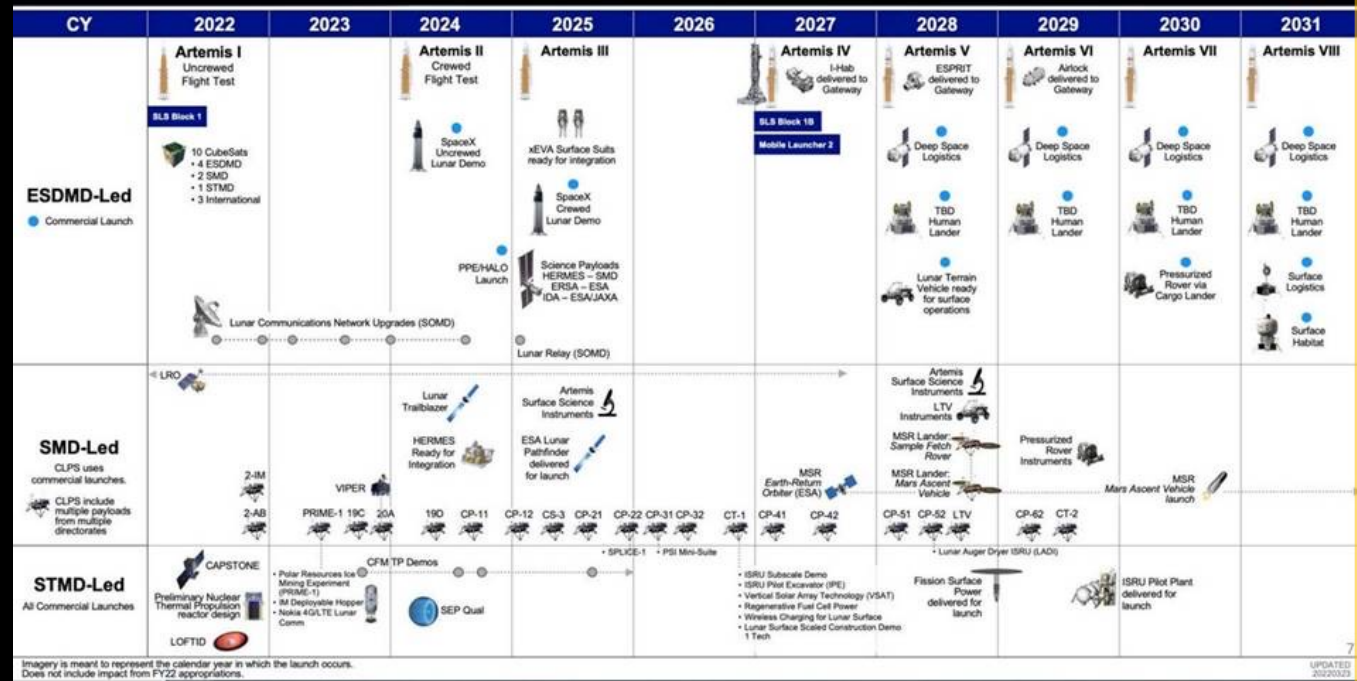 CY 2022 2023 2024 2025 2026 2027 2028 2029 2030 2031
ESDMD-Led
Commercial Launch
Artemis I
Uncrewed
Flight Test
SLS Block 1
10 CubeSats
• 4 ESDMD
• 2 SMD
• 1 STMD
• 3 International
Lunar Communications Network Upgrades (SOMD)
Artemis II
Crewed
Flight Test
SpaceX
Uncrewed
Lunar Demo
PPE/HALO
Launch
Artemis III
xEVA Surface Suits
ready for integration
SpaceX
Crewed
Lunar Demo
Science Payloads
HERMES – SMD
ERSA – ESA
IDA – ESA/JAXA
Lunar Relay (SOMD)
Artemis IV
I-Hab
delivered to
Gateway
SLS Block 1B
Mobile Launcher 2
Artemis V
ESPRIT
delivered to
Gateway
Deep Space
Logistics
TBD
Human
Lander
Lunar Terrain
Vehicle ready
for surface
operations
Artemis VI
Airlock
delivered to
Gateway
Deep Space
Logistics
TBD
Human
Lander
Artemis VII
Deep Space
Logistics
TBD
Human
Lander
Pressurized
Rover via
Cargo Lander
Artemis VIII
Deep Space
Logistics
TBD
Human
Lander
Surface
Logistics
Surface
Habitat
SMD-Led
CLPS uses
commercial launches.
CLPS include
multiple payloads
from multiple
directorates
LRO
2-IM
2-AB
VIPER
PRIME-1 19C 20A
Lunar
Trailblazer
HERMES
Ready for
Integration
19D CP-11
Artemis
Surface Science
Instruments
ESA Lunar
Pathfinder
delivered
for launch
CP-12 CS-3 CP-21
CP-22 CP-31 CP-32 CT-1
MSR
Earth-Return
Orbiter (ESA)
CP-41 CP-42
Artemis
Surface Science
Instruments
LTV
Instruments
MSR Lander:
Sample Fetch
Rover
MSR Lander:
Mars Ascent
Vehicle
CP-51 CP-52 LTV
Pressurized
Rover
Instruments
CP-62 CT-2
MSR
Mars Ascent Vehicle
launch
STMD-Led
All Commercial Launches
CAPSTONE
Preliminary Nuclear
Thermal Propulsion
reactor design
LOFTID
CFM TP Demos
• Polar Resources Ice
Mining Experiment
(PRIME-1)
• IM Deployable Hopper
• Nokia 4G/LTE Lunar
Comm
SEP Qual
• SPLICE-1 • PSI Mini-Suite
• ISRU Subscale Demo
• ISRU Pilot Excavator (IPE)
• Vertical Solar Array Technology (VSAT)
• Regenerative Fuel Cell Power
• Wireless Charging for Lunar Surface
• Lunar Surface Scaled Construction Demo
1 Tech
• Lunar Auger Dryer ISRU (LADI)
Fission Surface
Power
delivered for
launch
ISRU Pilot Plant
delivered for
launch
7
Imagery is meant to represent the calendar year in which the launch occurs.
Does not include impact from FY22 appropriations.
UPDATED
20220323